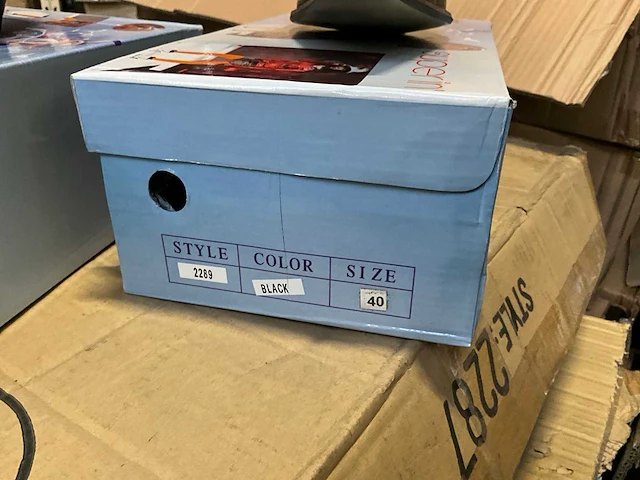 STYLE COLOR SIZE
2289 BLACK 40
STYLE: 2287